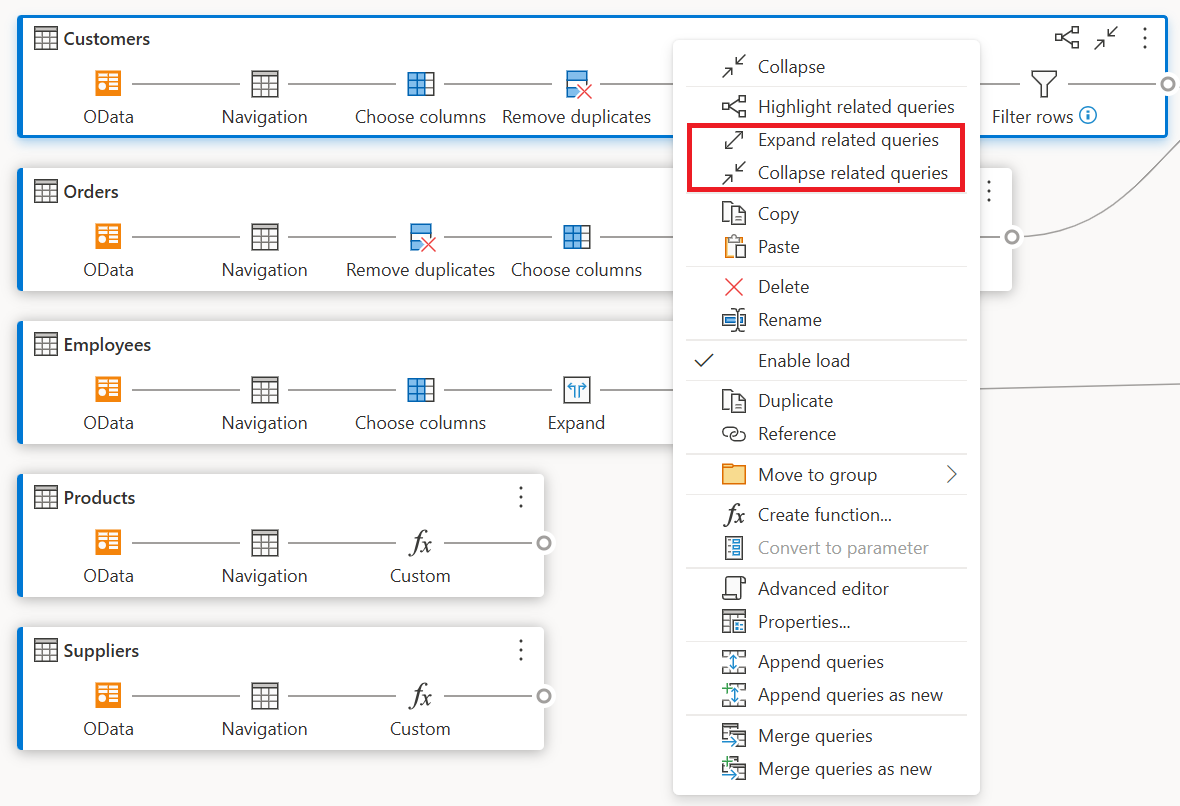 Customers
OData
Navigation
Choose columns
Remove duplicates
Filter rows
Orders
OData
Navigation
Remove duplicates
Choose columns
Employees
OData
Navigation
Choose columns
Expand
Products
OData
Navigation
fx
Custom
Suppliers
OData
Navigation
fx
Custom
Collapse
Highlight related queries
Expand related queries
Collapse related queries
Copy
Paste
Delete
Rename
Enable load
Duplicate
Reference
Move to group
fx Create function...
Convert to parameter
Advanced editor
Properties...
Append queries
Append queries as new
Merge queries
Merge queries as new